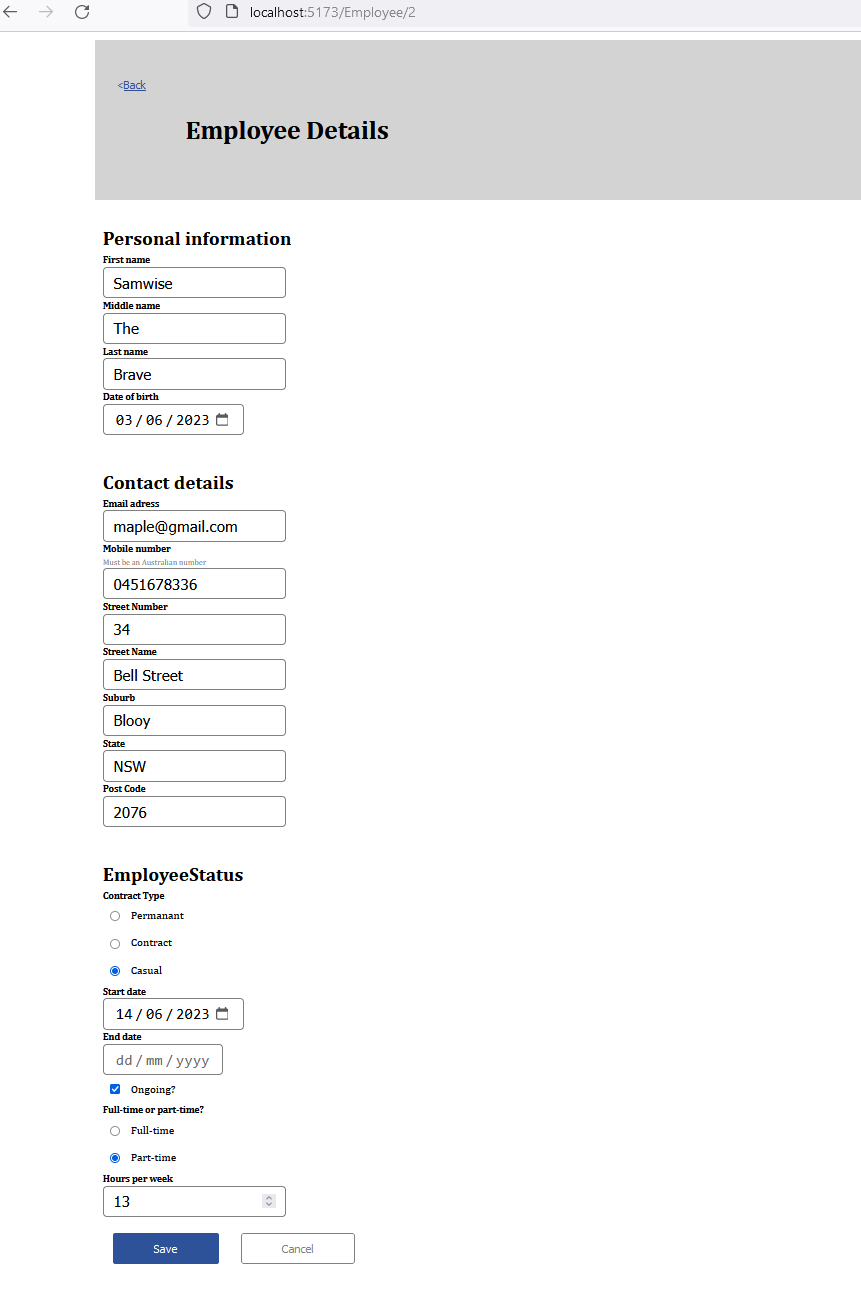 localhost:5173/Employee/2
<Back
Employee Details
Personal information
First name
Samwise
Middle name
The
Last name
Brave
Date of birth
03/06/2023
Contact details
Email adress
maple@gmail.com
Mobile number
Must be an Australian number
0451678336
Street Number
34
Street Name
Bell Street
Suburb
Blooy
State
NSW
Post Code
2076
EmployeeStatus
Contract Type
Permanant
Contract
Casual
Start date
14/06/2023
End date
dd/mm/yyyy
Ongoing?
Full-time or part-time?
Full-time
Part-time
Hours per week
13
Save Cancel